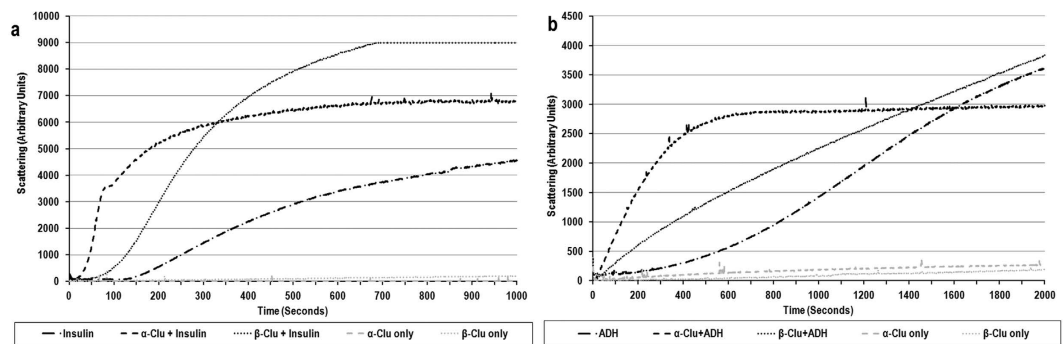 a
Scattering (Arbitrary Units)
10000
9000
8000
7000
6000
5000
4000
3000
2000
1000
0
0 100 200 300 400 500 600 700 800 900 1000
Time (Seconds)
Insulin α-Clu + Insulin β-Clu + Insulin α-Clu only β-Clu only
b
Scattering (Arbitrary Units)
4500
4000
3500
3000
2500
2000
1500
1000
500
0
0 200 400 600 800 1000 1200 1400 1600 1800 2000
Time (Seconds)
ADH α-Clu+ADH β-Clu+ADH α-Clu only β-Clu only